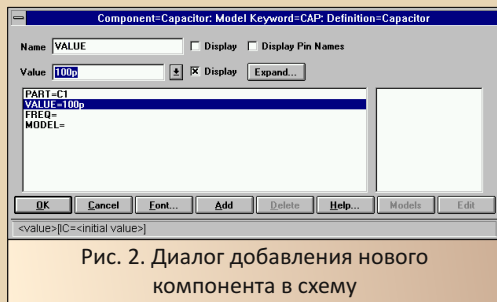 Component=Capacitor: Model Keyword=CAP: Definition=Capacitor
Name VALUE Display Display Pin Names
Value 100p Display Expand...
PART=C1
VALUE=100p
FREQ=
MODEL=
OK Cancel Font... Add Delete Help... Models Edit
<value>[IC=<initial value>]
Рис. 2. Диалог добавления нового
компонента в схему